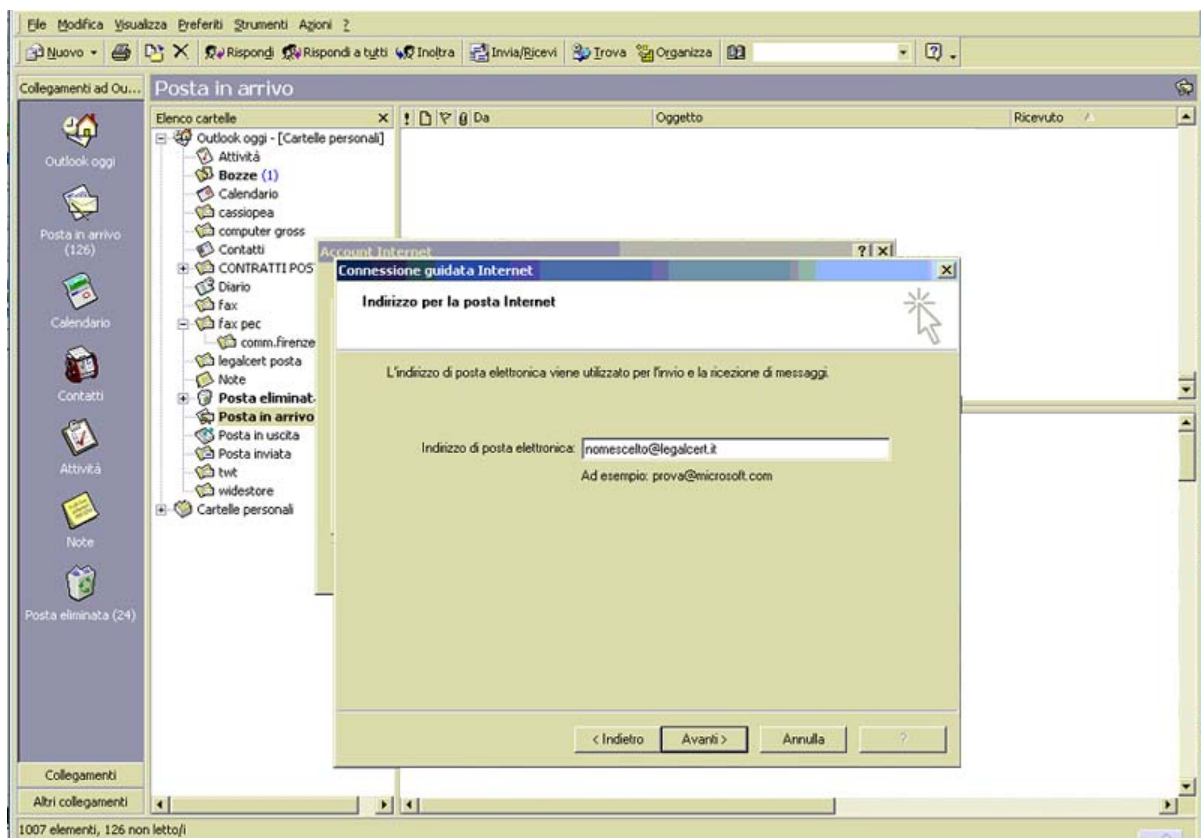 File Modifica Visualizza Preferiti Strumenti Azioni ?
Nuovo Rispondi Rispondi a tutti Inoltra Invia/Ricevi Trova Organizza
Collegamenti ad Ou... Posta in arrivo
Elenco cartelle
Da Oggetto Ricevuto
Outlook oggi
Posta in arrivo
(126)
Calendario
Contatti
Attività
Note
Posta eliminata (24)
Collegamenti
Altri collegamenti
Outlook oggi - [Cartelle personali]
Attività
Bozze (1)
Calendario
cassiopea
computer gross
Contatti
CONTRATTI POS
Diario
fax
fax pec
comm.firenze
legalcert posta
Note
Posta eliminat
Posta in arrivo
Posta in uscita
Posta inviata
twt
widestore
Cartelle personali
Account Internet
Connessione guidata Internet
Indirizzo per la posta Internet
L'indirizzo di posta elettronica viene utilizzato per l'invio e la ricezione di messaggi.
Indirizzo di posta elettronica: nomescelto@legalcert.it
Ad esempio: prova@microsoft.com
< Indietro Avanti > Annulla ?
1007 elementi, 126 non letto/i